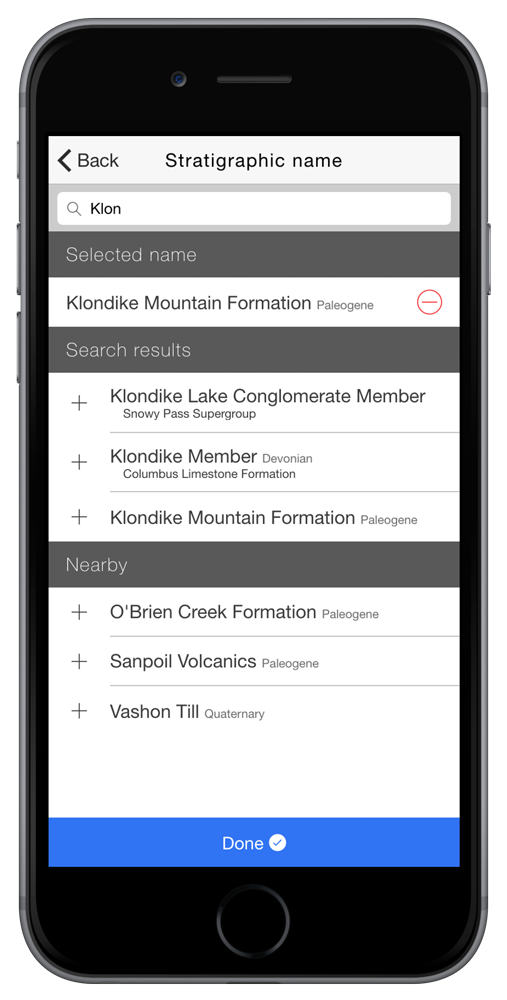 Back Stratigraphic name
Klon
Selected name
Klondike Mountain Formation Paleogene
Search results
Klondike Lake Conglomerate Member
Snowy Pass Supergroup
Klondike Member Devonian
Columbus Limestone Formation
Klondike Mountain Formation Paleogene
Nearby
O'Brien Creek Formation Paleogene
Sanpoil Volcanics Paleogene
Vashon Till Quaternary
Done